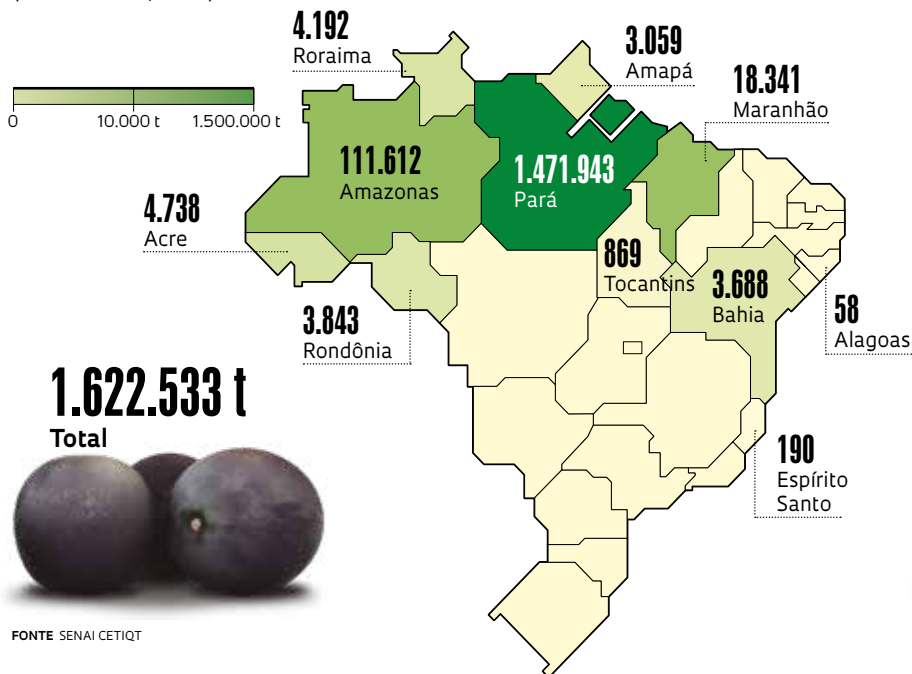 4.192
Roraima
3.059
Amapá
18.341
Maranhão
0 10.000 t 1.500.000 t
111.612
Amazonas
1.471.943
Pará
4.738
Acre
869
Tocantins
3.688
Bahia
58
Alagoas
3.843
Rondônia
1.622.533 t
Total
190
Espírito
Santo
FONTE SENAI CETIQT